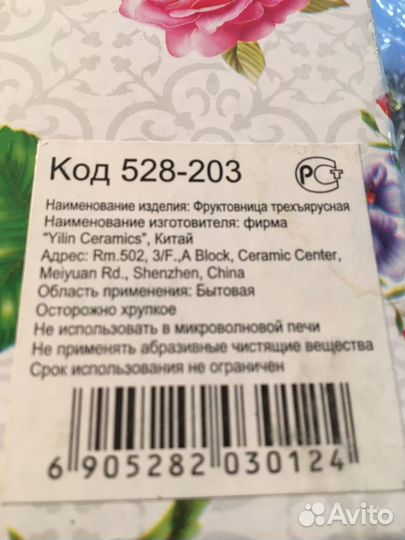 Код 528-203
РСТ
Наименование изделия: Фруктовница трехъярусная
Наименование изготовителя: фирма
"Yilin Ceramics", Китай
Адрес: Rm.502, 3/F.,A Block, Ceramic Center,
Meiyuan Rd., Shenzhen, China
Область применения: Бытовая
Осторожно хрупкое
Не использовать в микроволновой печи
Не применять абразивные чистящие вещества
Срок использования не ограничен
6 905282 030124
Avito